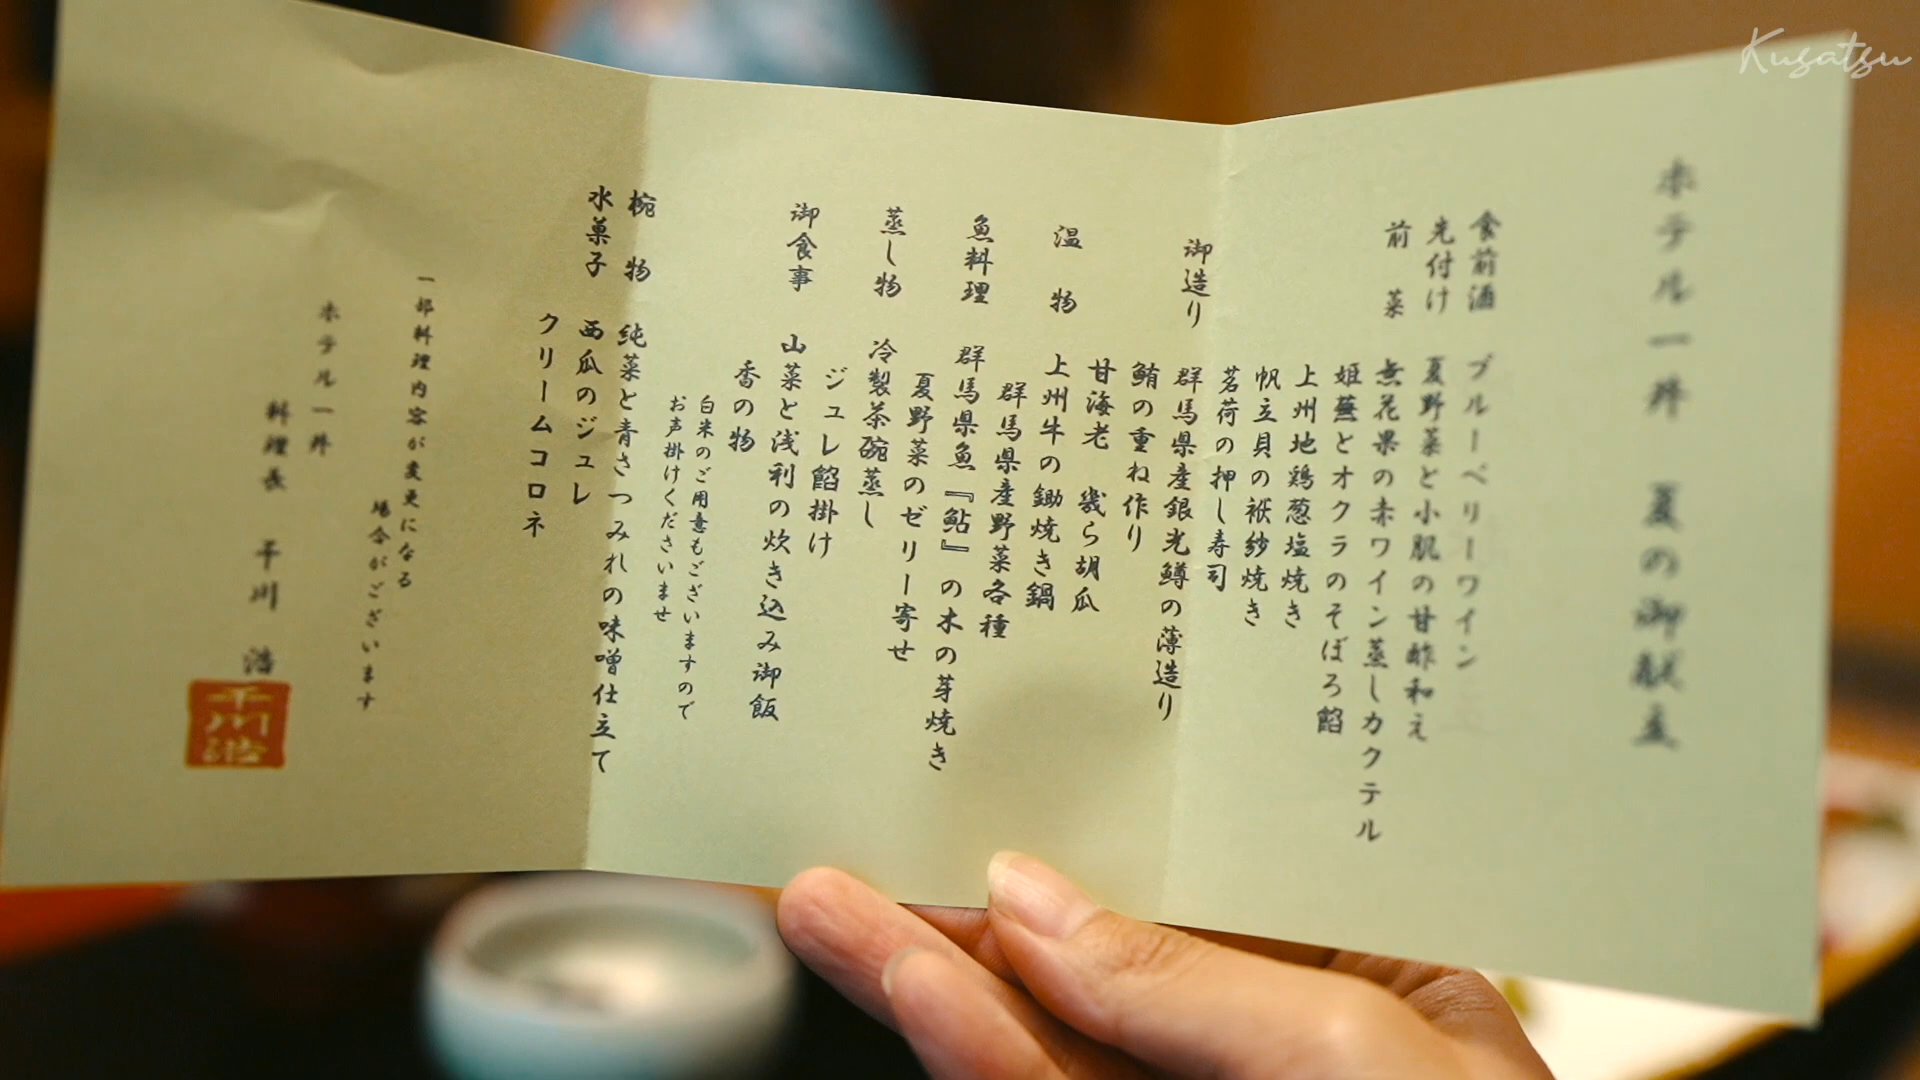 Kusatsu
ホテル一井 夏の御献立
食前酒 ブルーベリーワイン
先付け 夏野菜と小肌の甘酢和え
前菜 無花果の赤ワイン蒸しカクテル
姫蕪とオクラのそぼろ餡
上州地鶏葱塩焼き
帆立貝の袱紗焼き
茗荷の押し寿司
御造り 群馬県産銀光鱒の薄造り
鮪の重ね作り
甘海老 幾ら胡瓜
温物 上州牛の鋤焼き鍋
群馬県産野菜各種
魚料理 群馬県魚『鮎』の木の芽焼き
夏野菜のゼリー寄せ
蒸し物 冷製茶碗蒸し
ジュレ餡掛け
御食事 山菜と浅利の炊き込み御飯
香の物
白米のご用意もございますので
お声掛けくださいませ
椀物 純菜と青さつみれの味噌仕立て
水菓子 西瓜のジュレ
クリームコロネ
一部料理内容が変更になる
場合がございます
ホテル一井
料理長 平川 浩
平川浩